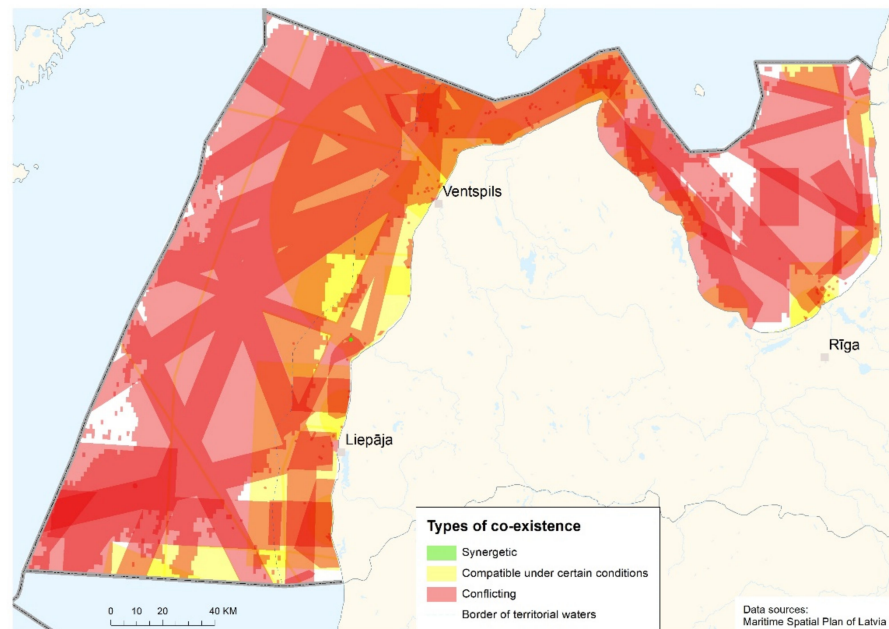 Ventspils
Rīga
Liepāja
Types of co-existence
Synergetic
Compatible under certain conditions
Conflicting
Border of territorial waters
0 10 20 40 KM
Data sources:
Maritime Spatial Plan of Latvia